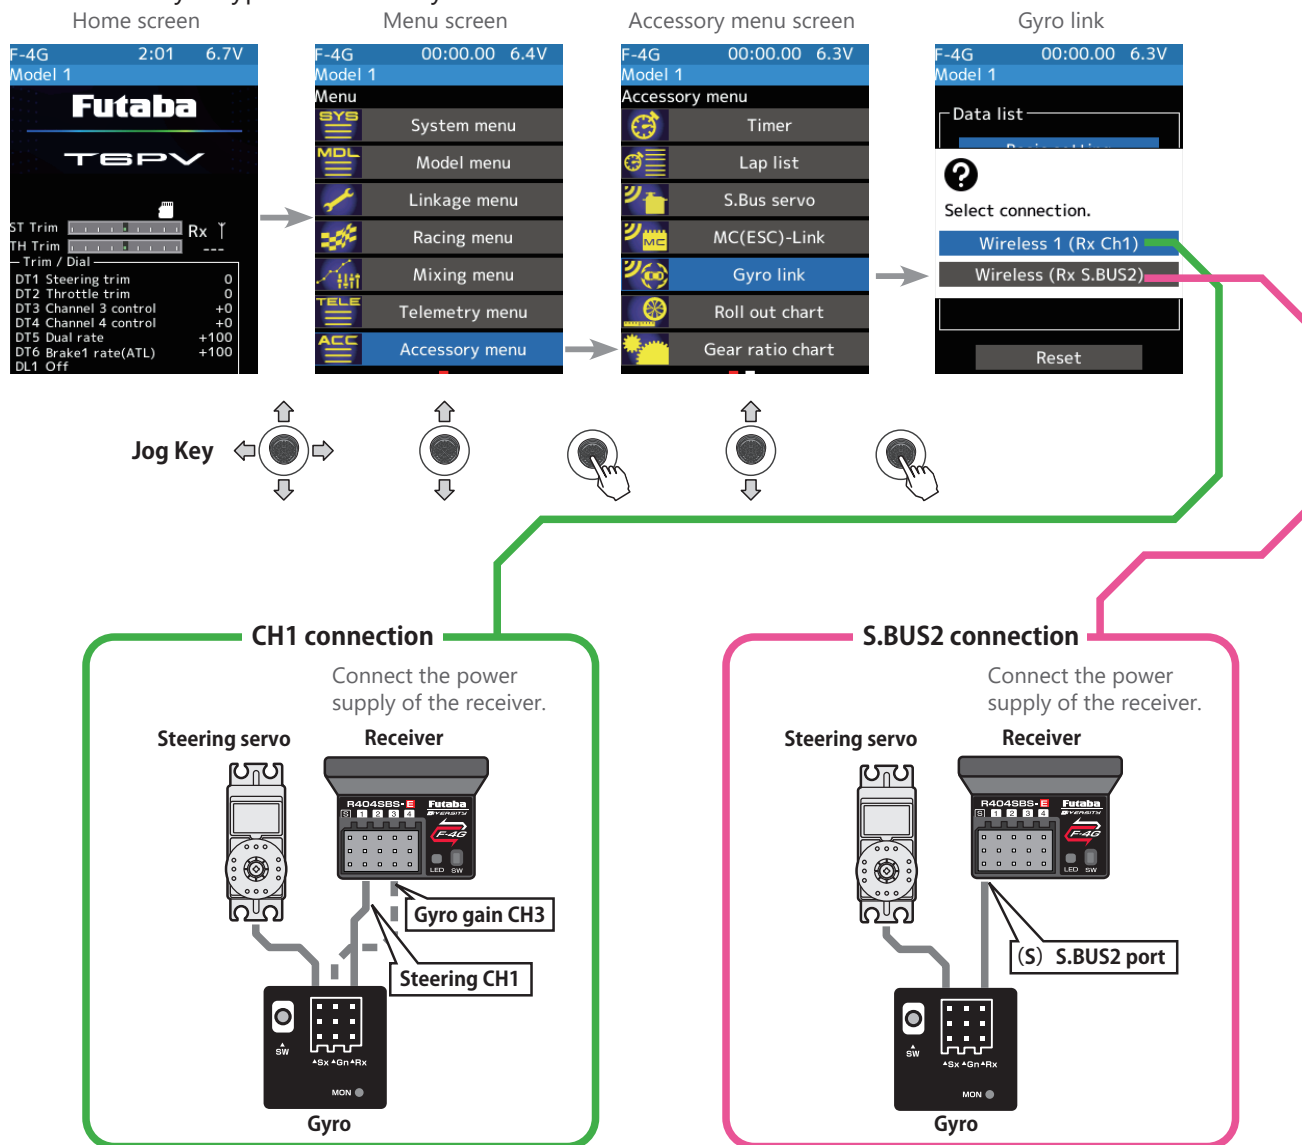 Home screen
Menu screen
Accessory menu screen
Gyro link
F-4G 2:01 6.7V
Model 1
Futaba
T6PV
ST Trim
Rx
TH Trim
---
Trim / Dial
DT1 Steering trim 0
DT2 Throttle trim 0
DT3 Channel 3 control +0
DT4 Channel 4 control +0
DT5 Dual rate +100
DT6 Brake1 rate(ATL) +100
DL1 Off
F-4G 00:00.00 6.4V
Model 1
Menu
SYS System menu
MDL Model menu
Linkage menu
Racing menu
Mixing menu
TELE Telemetry menu
ACC Accessory menu
F-4G 00:00.00 6.3V
Model 1
Accessory menu
Timer
Lap list
S.Bus servo
MC MC(ESC)-Link
Gyro link
Roll out chart
Gear ratio chart
F-4G 00:00.00 6.3V
Model 1
Data list
?
Select connection.
Wireless 1 (Rx Ch1)
Wireless (Rx S.BUS2)
Reset
Jog Key
CH1 connection
Connect the power
supply of the receiver.
Steering servo
Receiver
R404SBS-E Futaba
S 1 2 3 4 DIVERSITY
F-4G
LED SW
Gyro gain CH3
Steering CH1
SW
▲Sx ▲Gn ▲Rx
MON
Gyro
S.BUS2 connection
Connect the power
supply of the receiver.
Steering servo
Receiver
R404SBS-E Futaba
S 1 2 3 4 DIVERSITY
F-4G
LED SW
(S) S.BUS2 port
SW
▲Sx ▲Gn ▲Rx
MON
Gyro